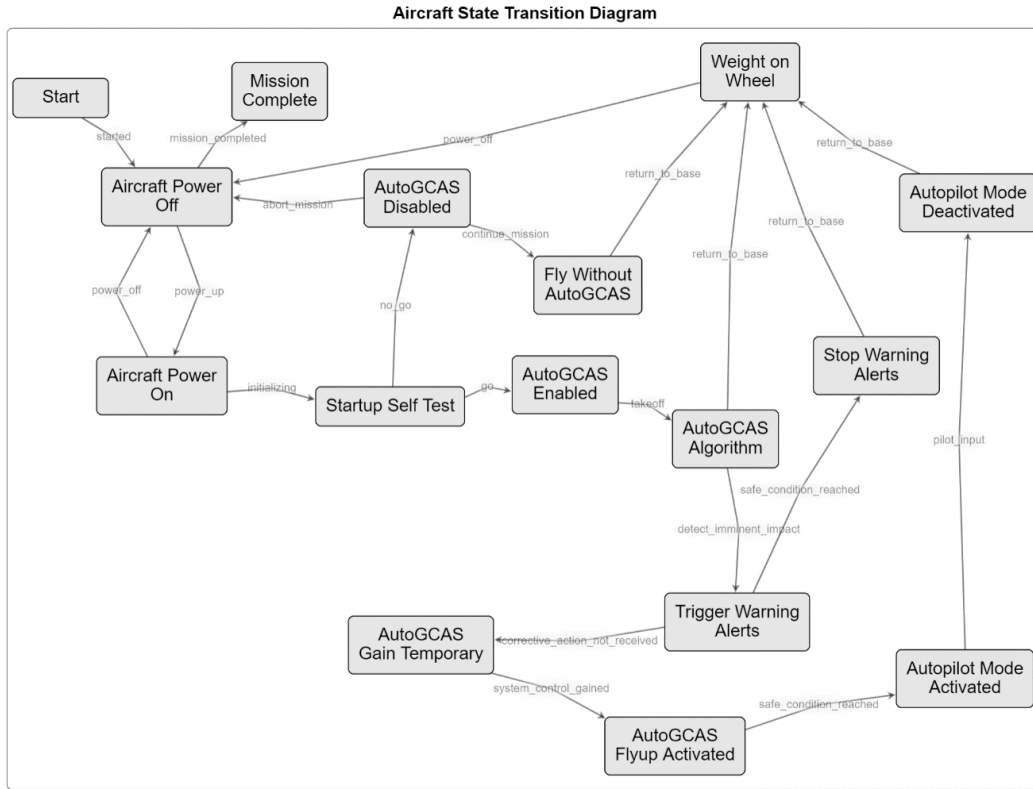 Aircraft State Transition Diagram
Start
Mission
Complete
Weight on
Wheel
started
mission_completed
power_off
return_to_base
Aircraft Power
Off
AutoGCAS
Disabled
abort_mission
return_to_base
Autopilot Mode
Deactivated
continue_mission
return_to_base
return_to_base
Fly Without
AutoGCAS
power_off
power_up
no_go
Stop Warning
Alerts
Aircraft Power
On
initializing
Startup Self Test
go
AutoGCAS
Enabled
takeoff
AutoGCAS
Algorithm
pilot_input
safe_condition_reached
detect_imminent_impact
Trigger Warning
Alerts
AutoGCAS
Gain Temporary
corrective_action_not_received
Autopilot Mode
Activated
system_control_gained
safe_condition_reached
AutoGCAS
Flyup Activated